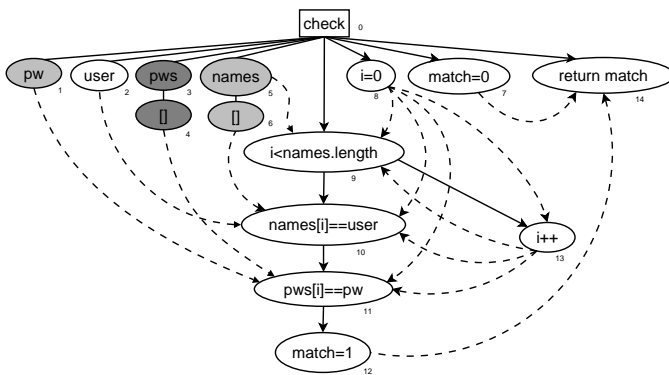 check 0
pw 1
user 2
pws 3
names 5
i=0 8
match=0 7
return match 14
[] 4
[] 6
i<names.length 9
names[i]==user 10
i++ 13
pws[i]==pw 11
match=1 12